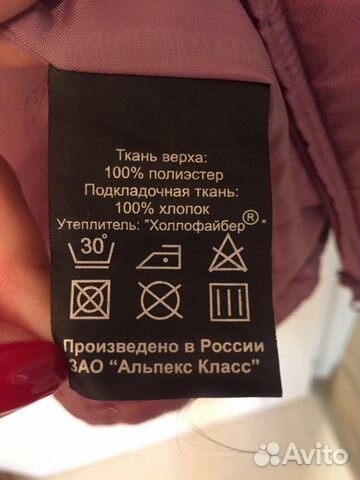 Ткань верха:
100% полиэстер
Подкладочная ткань:
100% хлопок
Утеплитель: "Холлофайбер ® "
30°
Произведено в России
ЗАО “Альпекс Класс”
Avito